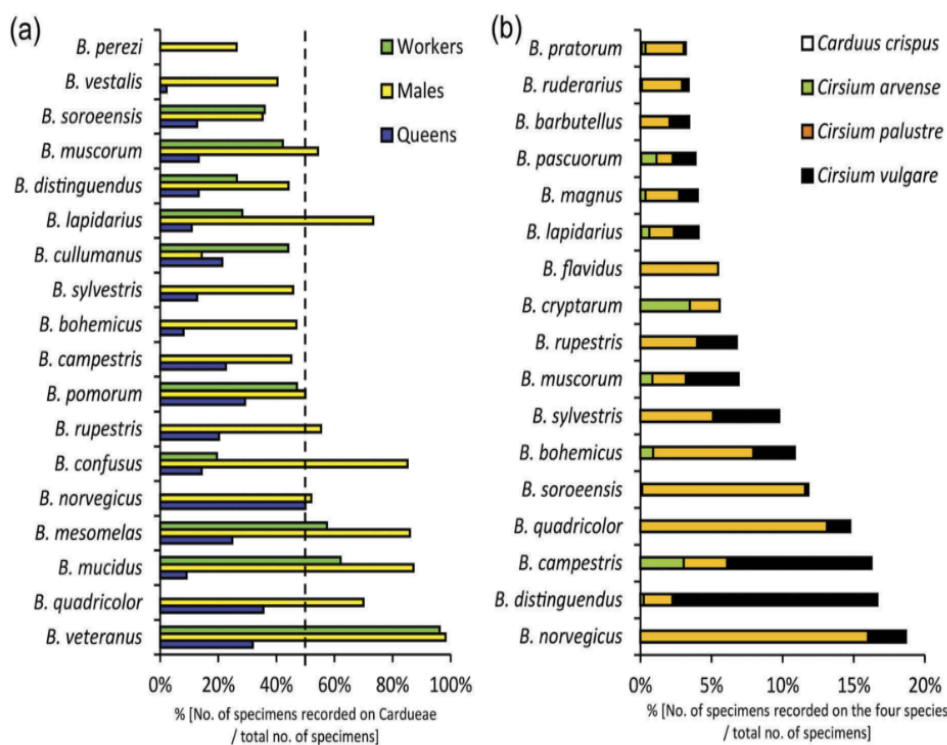 (a)
B. perezi
B. vestalis
B. soroeensis
B. muscorum
B. distinguendus
B. lapidarius
B. cullumanus
B. sylvestris
B. bohemicus
B. campestris
B. pomorum
B. rupestris
B. confusus
B. norvegicus
B. mesomelas
B. mucidus
B. quadricolor
B. veteranus
Workers
Males
Queens
0% 20% 40% 60% 80% 100%
% [No. of specimens recorded on Cardueae
/ total no. of specimens]
(b)
B. pratorum
B. ruderarius
B. barbutellus
B. pascuorum
B. magnus
B. lapidarius
B. flavidus
B. cryptarum
B. rupestris
B. muscorum
B. sylvestris
B. bohemicus
B. soroeensis
B. quadricolor
B. campestris
B. distinguendus
B. norvegicus
Carduus crispus
Cirsium arvense
Cirsium palustre
Cirsium vulgare
0% 5% 10% 15% 20%
% [No. of specimens recorded on the four species
/ total no. of specimens]